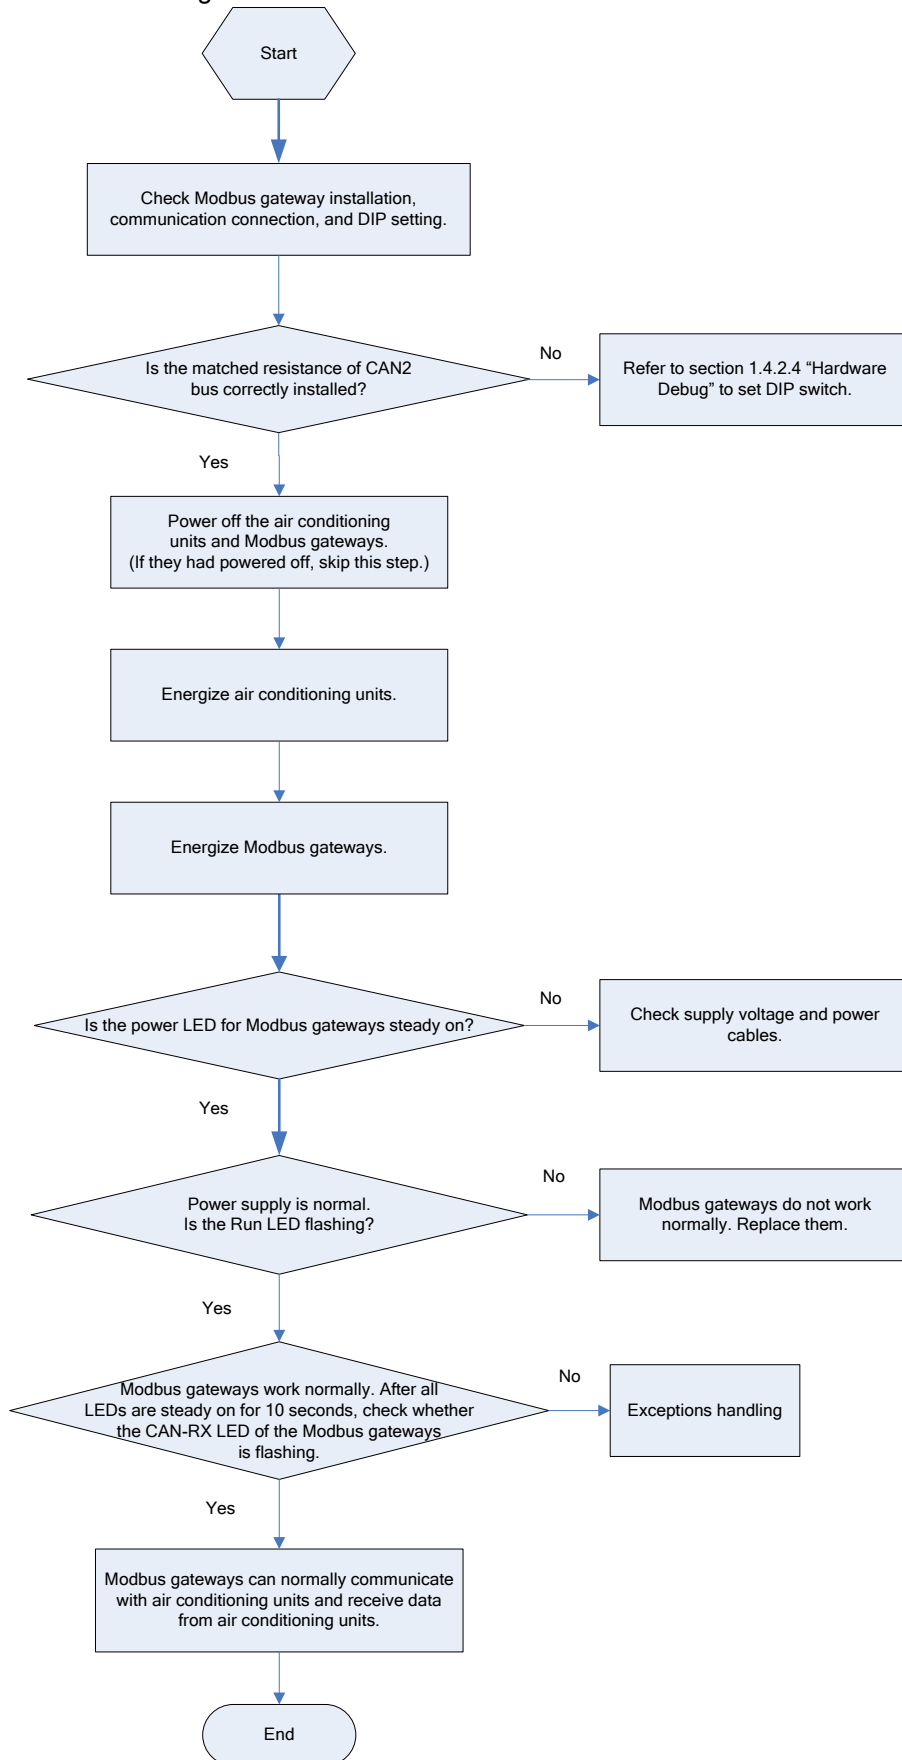 Start
Check Modbus gateway installation,
communication connection, and DIP setting.
Is the matched resistance of CAN2
bus correctly installed?
No
Refer to section 1.4.2.4 “Hardware
Debug” to set DIP switch.
Yes
Power off the air conditioning
units and Modbus gateways.
(If they had powered off, skip this step.)
Energize air conditioning units.
Energize Modbus gateways.
Is the power LED for Modbus gateways steady on?
No
Check supply voltage and power
cables.
Yes
Power supply is normal.
Is the Run LED flashing?
No
Modbus gateways do not work
normally. Replace them.
Yes
Modbus gateways work normally. After all
LEDs are steady on for 10 seconds, check whether
the CAN-RX LED of the Modbus gateways
is flashing.
No
Exceptions handling
Yes
Modbus gateways can normally communicate
with air conditioning units and receive data
from air conditioning units.
End